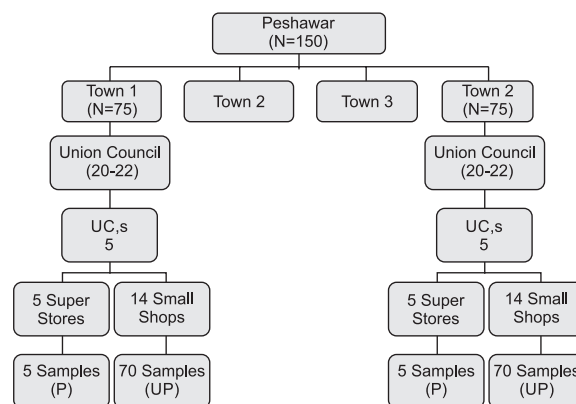 Peshawar
(N=150)
Town 1
(N=75)
Town 2
Town 3
Town 2
(N=75)
Union Council
(20-22)
Union Council
(20-22)
UC,s
5
UC,s
5
5 Super
Stores
14 Small
Shops
5 Super
Stores
14 Small
Shops
5 Samples
(P)
70 Samples
(UP)
5 Samples
(P)
70 Samples
(UP)